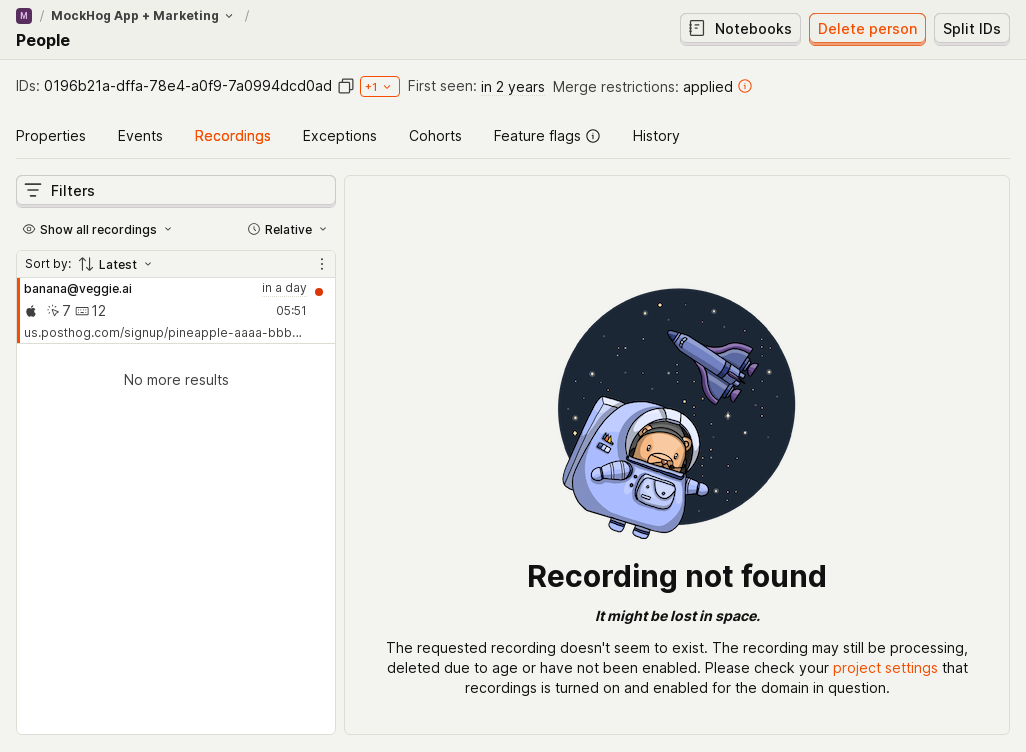 M / MockHog App + Marketing /
People
Notebooks
Delete person
Split IDs
IDs: 0196b21a-dffa-78e4-a0f9-7a0994dcd0ad +1 First seen: in 2 years Merge restrictions: applied
Properties Events Recordings Exceptions Cohorts Feature flags History
Filters
Show all recordings Relative
Sort by: Latest
banana@veggie.ai in a day
7 12 05:51
us.posthog.com/signup/pineapple-aaaa-bbb...
No more results
Recording not found
It might be lost in space.
The requested recording doesn't seem to exist. The recording may still be processing,
deleted due to age or have not been enabled. Please check your project settings that
recordings is turned on and enabled for the domain in question.